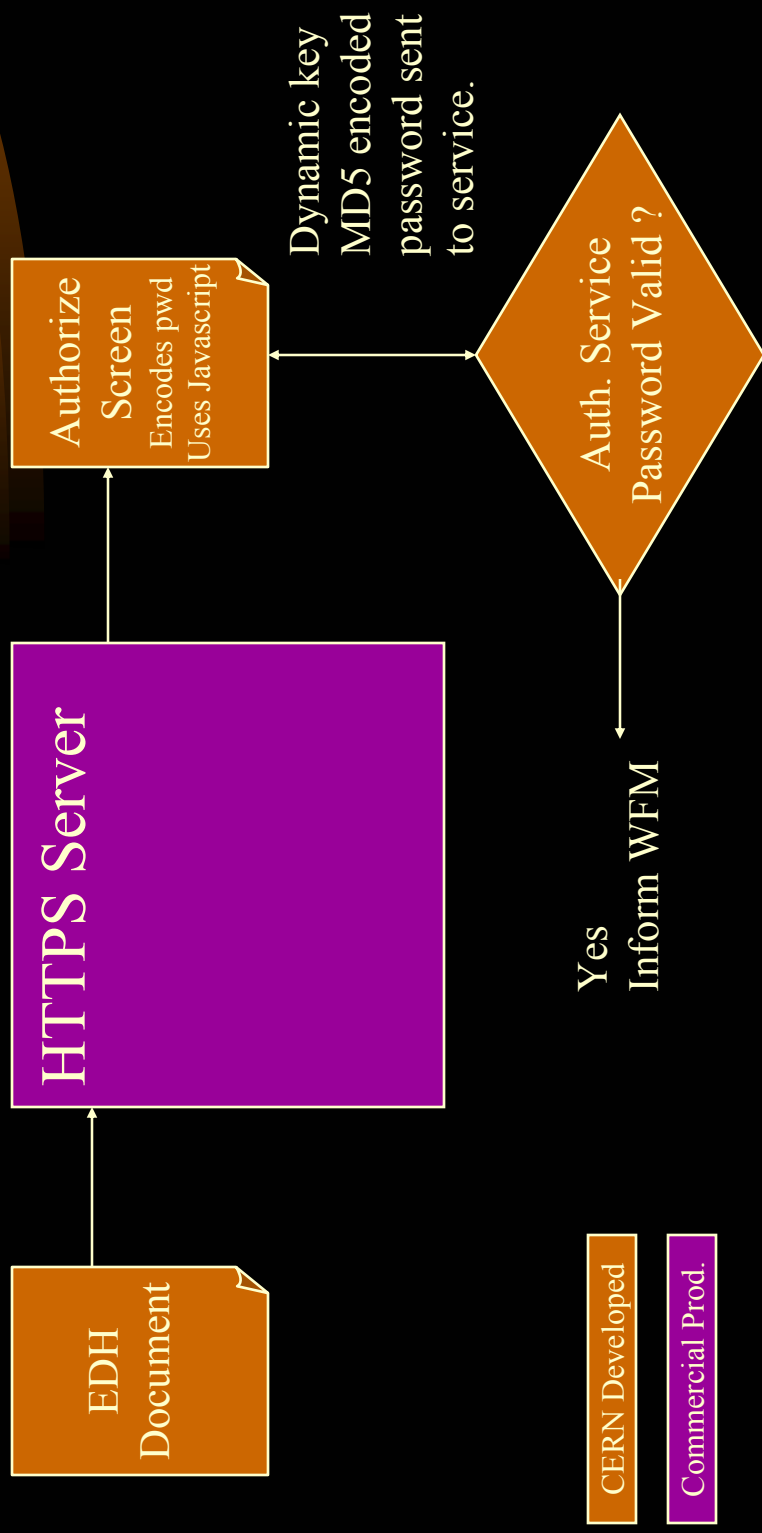 EDH
Document
HTTPS Server
Authorize
Screen
Encodes pwd
Uses Javascript
Dynamic key
MD5 encoded
password sent
to service.
Auth. Service
Password Valid ?
Yes
Inform WFM
CERN Developed
Commercial Prod.